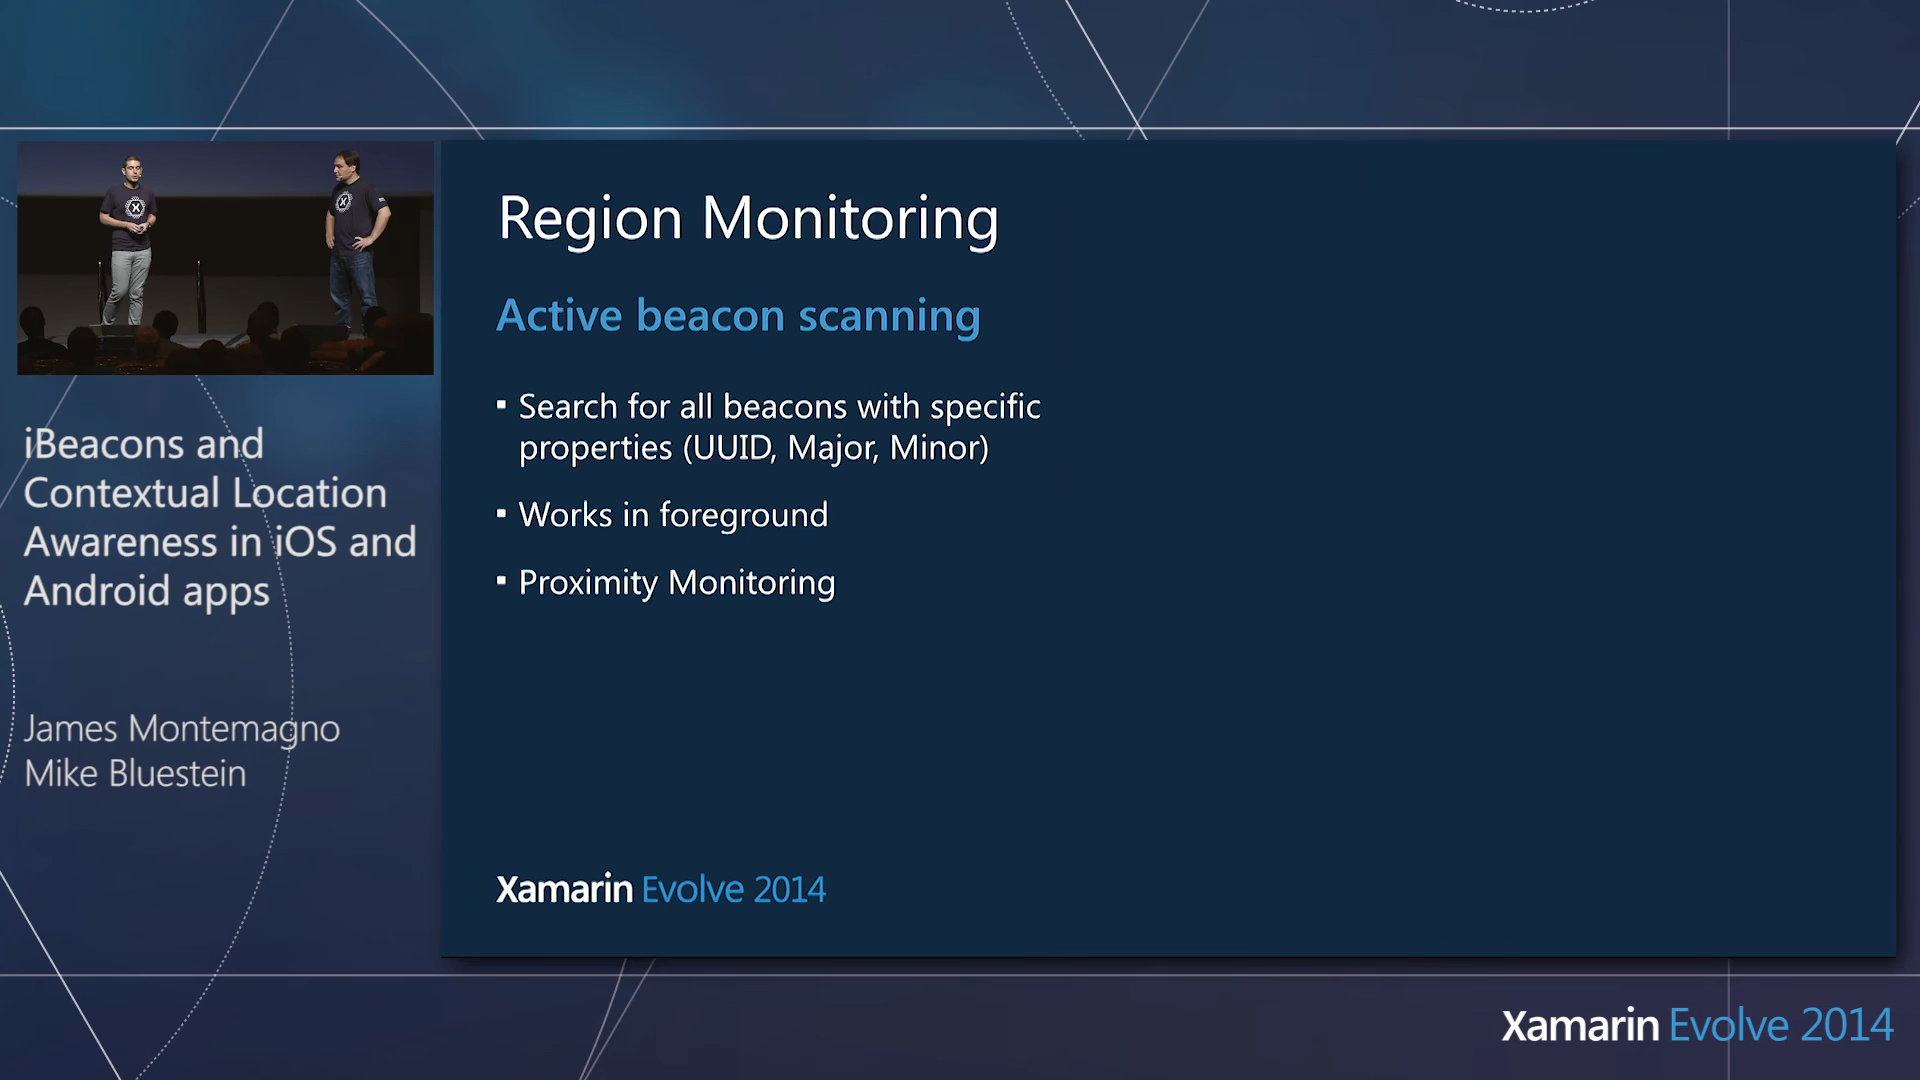 Region Monitoring
Active beacon scanning
▪ Search for all beacons with specific
properties (UUID, Major, Minor)
▪ Works in foreground
▪ Proximity Monitoring
Xamarin Evolve 2014
iBeacons and
Contextual Location
Awareness in iOS and
Android apps
James Montemagno
Mike Bluestein
Xamarin Evolve 2014